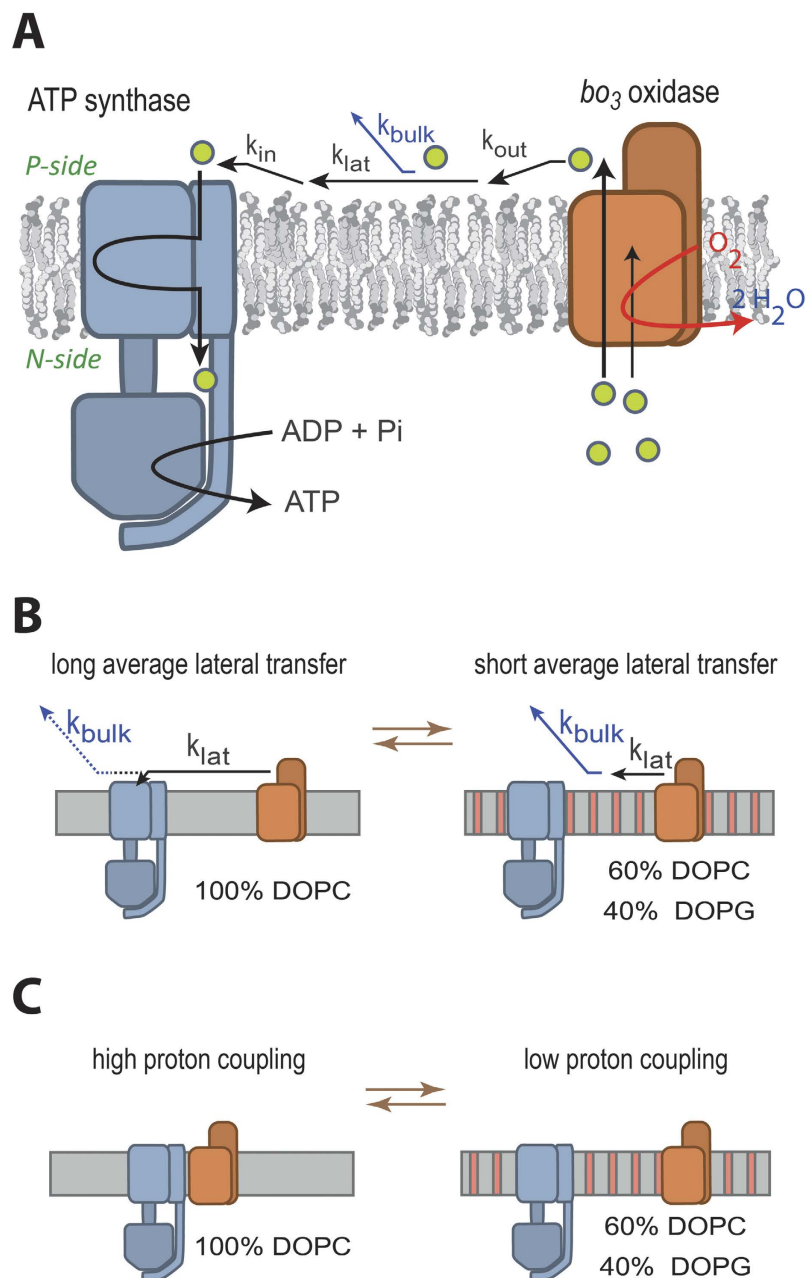 A
ATP synthase
bo3 oxidase
P-side
kin
klat
kbulk
kout
O2
2 H2O
N-side
ADP + Pi
ATP
B
long average lateral transfer
short average lateral transfer
kbulk
klat
kbulk
klat
100% DOPC
60% DOPC
40% DOPG
C
high proton coupling
low proton coupling
100% DOPC
60% DOPC
40% DOPG